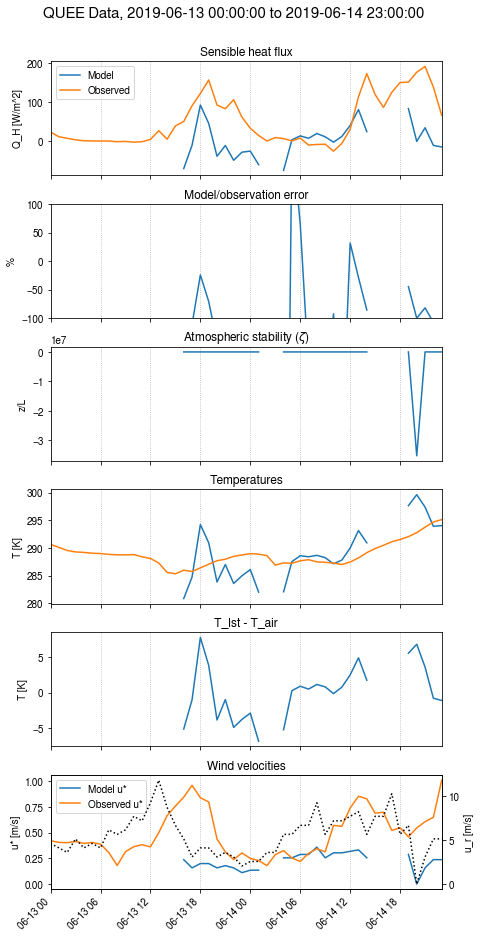 QUEE Data, 2019-06-13 00:00:00 to 2019-06-14 23:00:00
Sensible heat flux
Q_H [W/m^2]
200
100
0
Model
Observed
Model/observation error
%
100
50
0
−50
−100
Atmospheric stability (ζ)
1e7
z/L
0
−1
−2
−3
Temperatures
T [K]
300
295
290
285
280
T_lst - T_air
T [K]
5
0
−5
Wind velocities
u* [m/s]
1.00
0.75
0.50
0.25
0.00
Model u*
Observed u*
10
5
0
u_r [m/s]
06-13 00
06-13 06
06-13 12
06-13 18
06-14 00
06-14 06
06-14 12
06-14 18